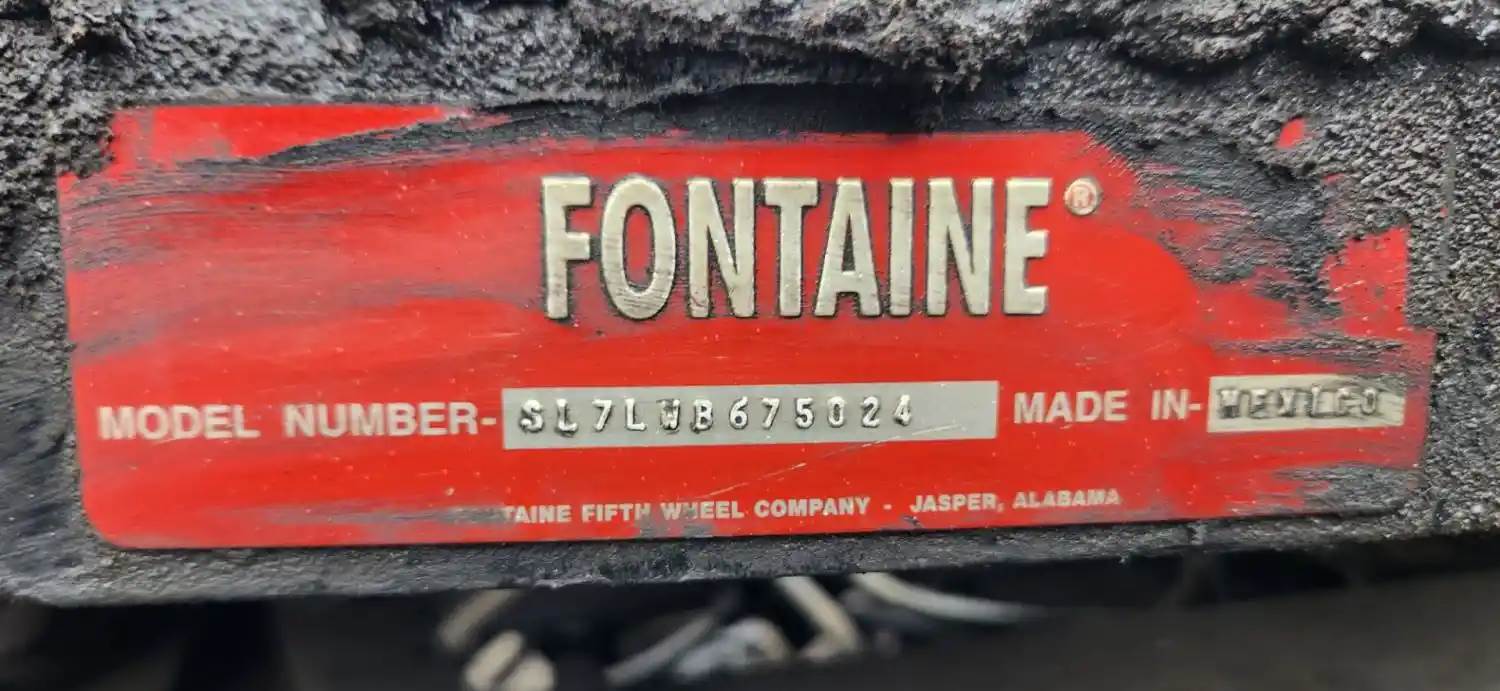 FONTAINE®
MODEL NUMBER- SL7LWB675024 MADE IN- MEXICO
TAINE FIFTH WHEEL COMPANY - JASPER, ALABAMA